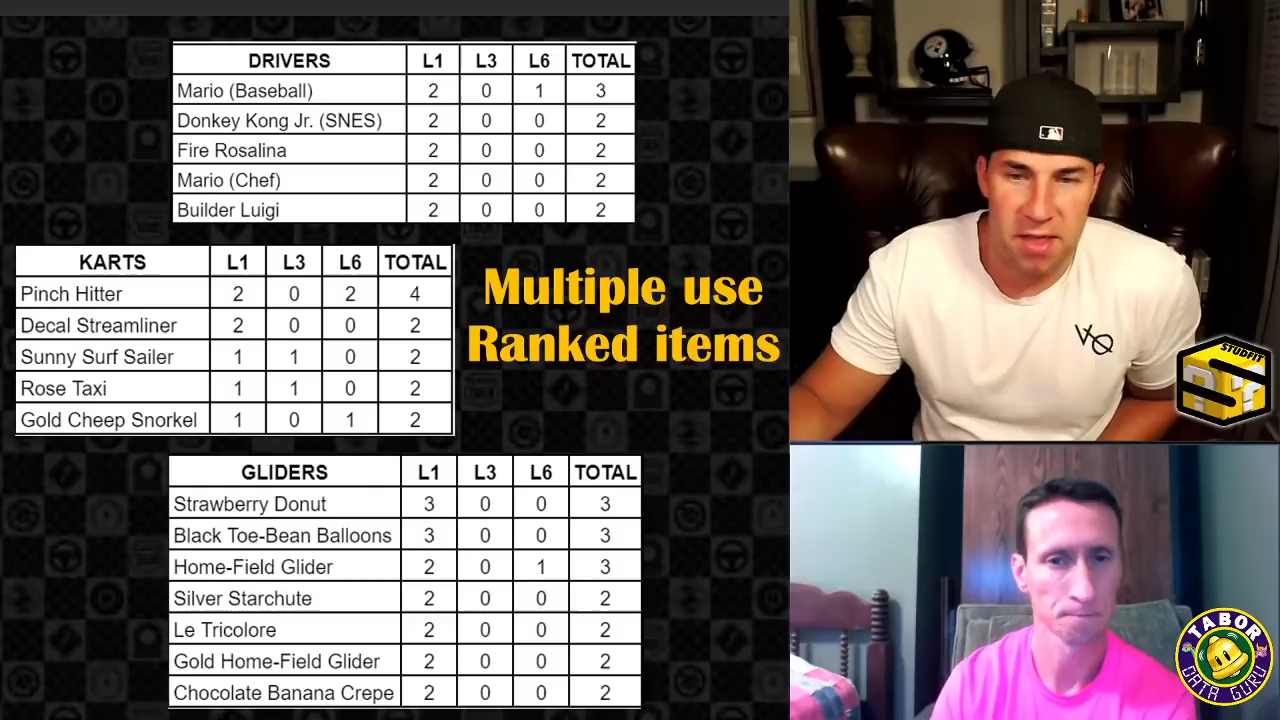 DRIVERS L1 L3 L6 TOTAL
Mario (Baseball) 2 0 1 3
Donkey Kong Jr. (SNES) 2 0 0 2
Fire Rosalina 2 0 0 2
Mario (Chef) 2 0 0 2
Builder Luigi 2 0 0 2
KARTS L1 L3 L6 TOTAL
Pinch Hitter 2 0 2 4
Decal Streamliner 2 0 0 2
Sunny Surf Sailer 1 1 0 2
Rose Taxi 1 1 0 2
Gold Cheep Snorkel 1 0 1 2
Multiple use
Ranked items
GLIDERS L1 L3 L6 TOTAL
Strawberry Donut 3 0 0 3
Black Toe-Bean Balloons 3 0 0 3
Home-Field Glider 2 0 1 3
Silver Starchute 2 0 0 2
Le Tricolore 2 0 0 2
Gold Home-Field Glider 2 0 0 2
Chocolate Banana Crepe 2 0 0 2
STUDFIT
TABOR
DATA GURU